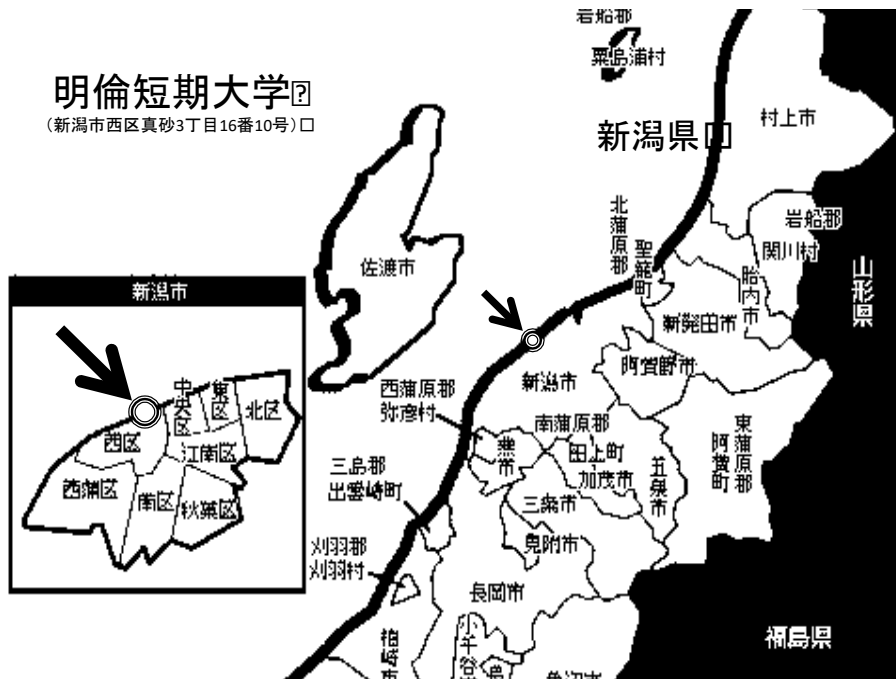 岩船郡
粟島浦村
明倫短期大学
(新潟市西区真砂3丁目16番10号)
新潟県
村上市
岩船郡
関川村
北蒲原郡
聖籠町
胎内市
山形県
佐渡市
新発田市
新潟市
阿賀野市
新潟市
西蒲原郡
弥彦村
南蒲原郡
田上町
東蒲原郡
阿賀町
中央区
東区
北区
西区
江南区
西蒲区
南区
秋葉区
燕市
加茂市
五泉市
三島郡
出雲崎町
三条市
見附市
刈羽郡
刈羽村
長岡市
福島県